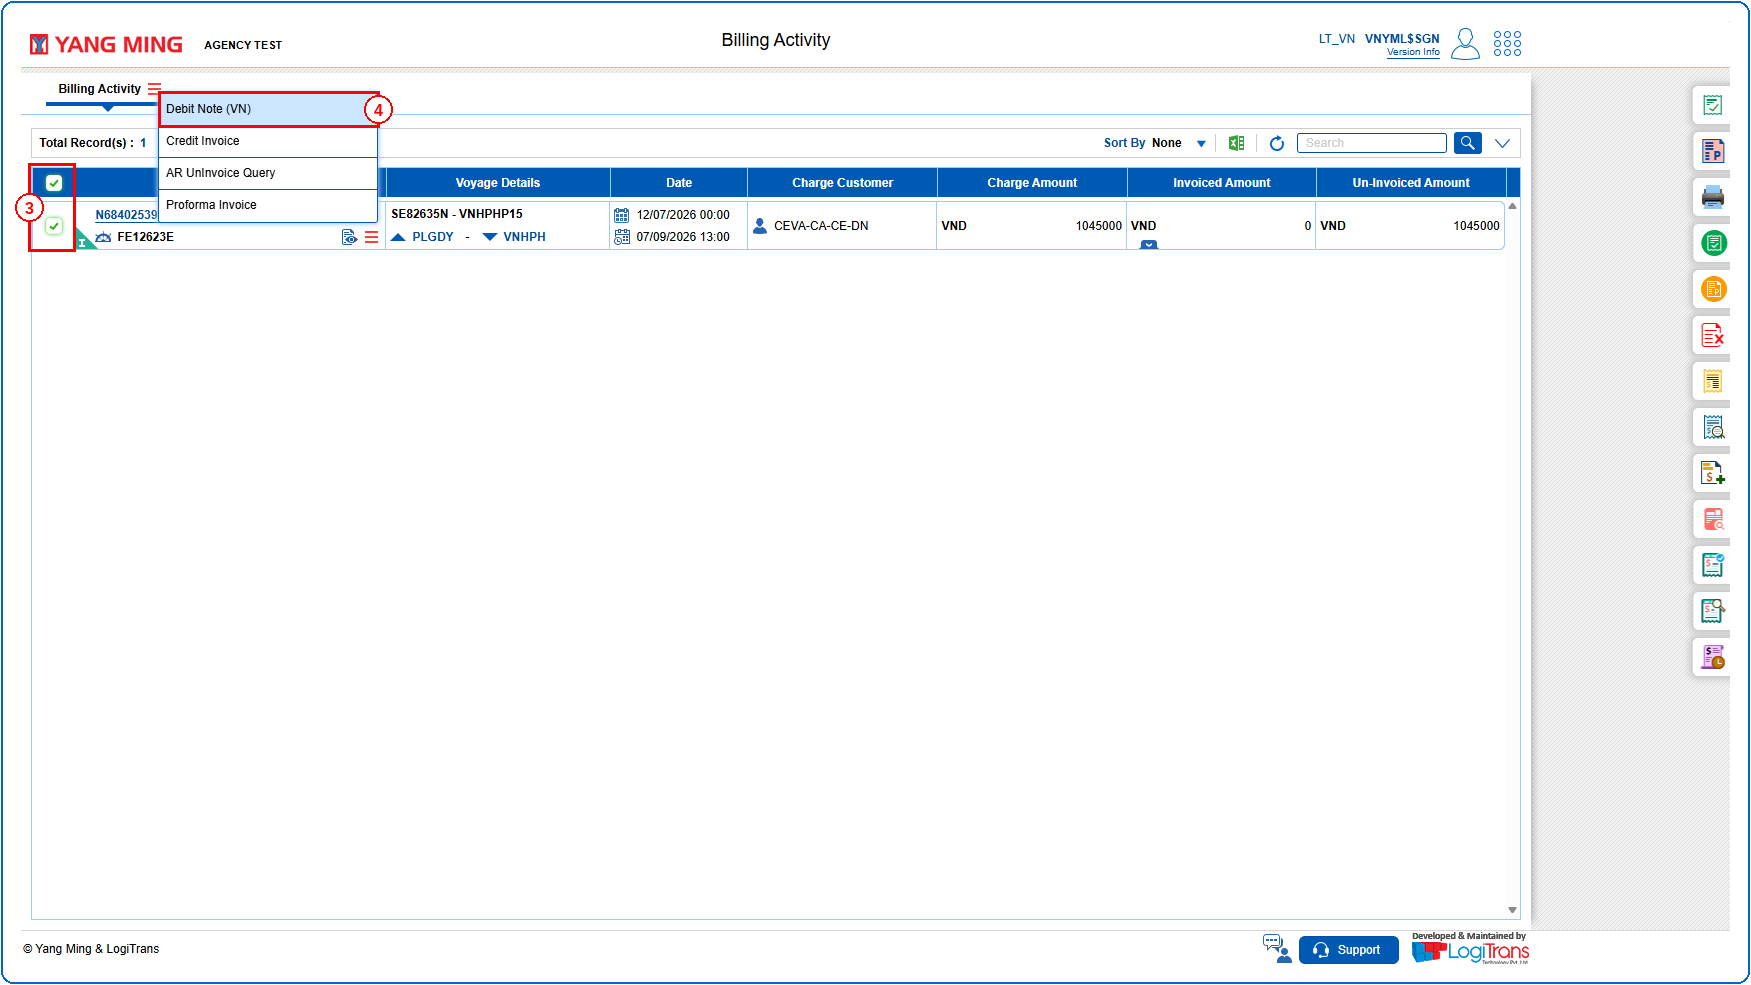 YANG MING AGENCY TEST
Billing Activity
LT_VN VNYML$SGN
Version Info
Billing Activity
Debit Note (VN)
4
Credit Invoice
AR UnInvoice Query
Proforma Invoice
Total Record(s) : 1
Sort By None
Search
Voyage Details Date Charge Customer Charge Amount Invoiced Amount Un-Invoiced Amount
3
N68402539
SE82635N - VNHPHP15
12/07/2026 00:00
CEVA-CA-CE-DN
VND 1045000
VND 0
VND 1045000
I
FE12623E
PLGDY - VNHPH
07/09/2026 13:00
© Yang Ming & LogiTrans
Support
Developed & Maintained by
LogiTrans
Technology Pvt. Ltd.